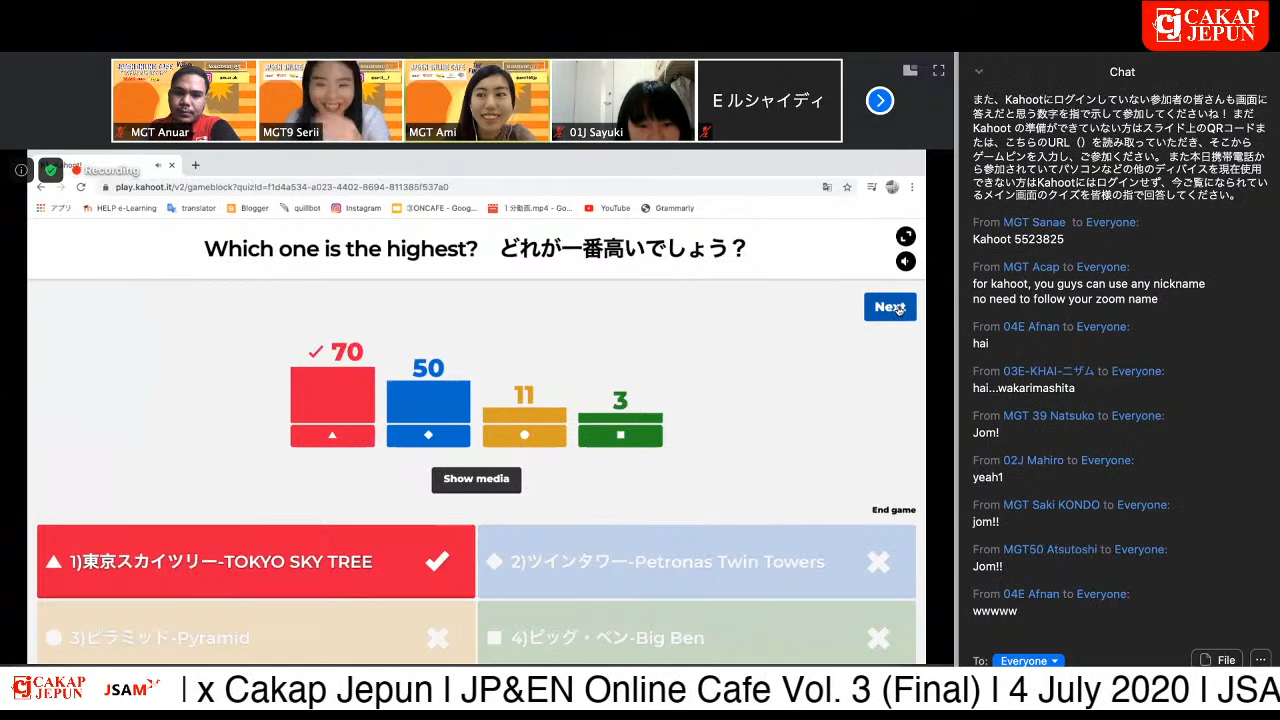 CAKAP
JEPUN
MGT Anuar
MGT9 Serii
MGT Ami
01J Sayuki
E ルシャイディ
Recording
play.kahoot.it/v2/gameblock?quizId=f1d4a534-a023-4402-8694-811385f537a0
アプリ
HELP e-Learning
translator
Blogger
quillbot
Instagram
③ONCAFE - Goog...
1分動画.mp4 - Go...
YouTube
Grammarly
Which one is the highest? どれが一番高いでしょう？
Next
70
50
11
3
Show media
End game
1)東京スカイツリー-TOKYO SKY TREE
2)ツインタワー-Petronas Twin Towers
3)ピラミッド-Pyramid
4)ビッグ・ベン-Big Ben
Chat
また、Kahootにログインしていない参加者の皆さんも画面に
答えだと思う数字を指で示して参加してくださいね！ まだ
Kahoot の準備ができていない方はスライド上のQRコードま
たは、こちらのURL（）を読み取っていただき、そこから
ゲームピンを入力し、ご参加ください。 また本日携帯電話か
ら参加されていてパソコンなどの他のディバイスを現在使用
できない方はKahootにはログインせず、今ご覧になられてい
るメイン画面のクイズを皆様の指で回答してください。
From MGT Sanae to Everyone:
Kahoot 5523825
From MGT Acap to Everyone:
for kahoot, you guys can use any nickname
no need to follow your zoom name
From 04E Afnan to Everyone:
hai
From 03E-KHAI-ニザム to Everyone:
hai...wakarimashita
From MGT 39 Natsuko to Everyone:
Jom!
From 02J Mahiro to Everyone:
yeah1
From MGT Saki KONDO to Everyone:
jom!!
From MGT50 Atsutoshi to Everyone:
Jom!!
From 04E Afnan to Everyone:
wwwww
To: Everyone
File
CAKAP
JEPUN
JSAM
l x Cakap Jepun l JP&EN Online Cafe Vol. 3 (Final) l 4 July 2020 l JSA